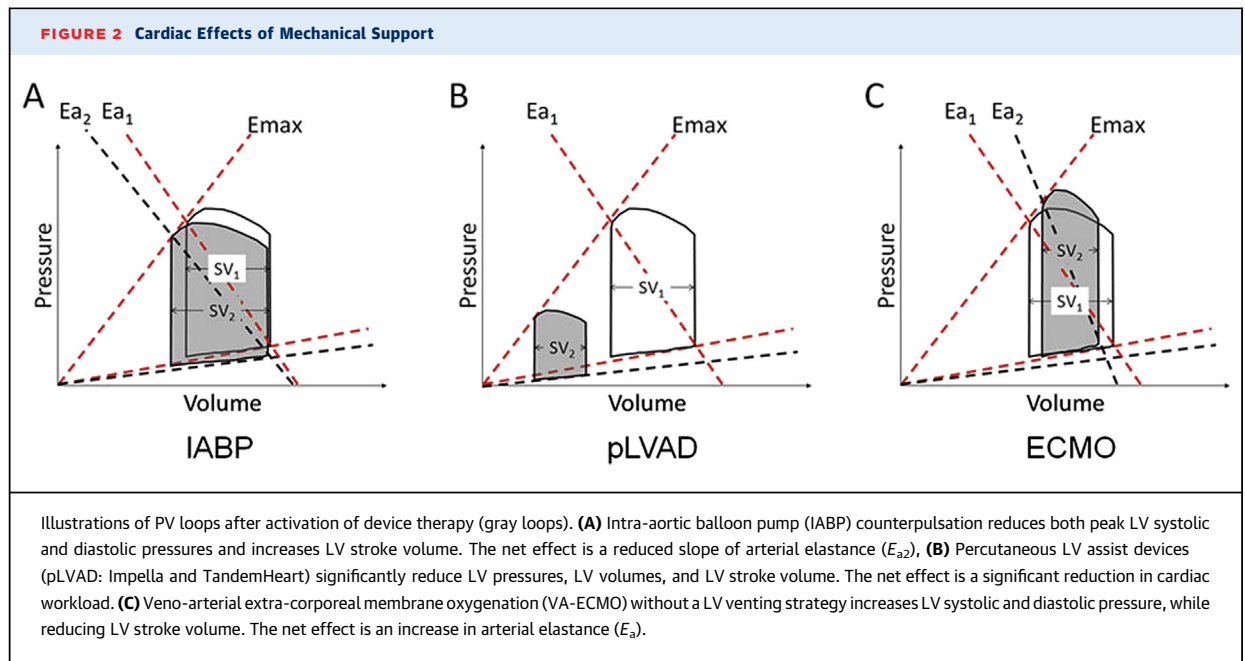 FIGURE 2 Cardiac Effects of Mechanical Support
A
Ea2 Ea1
Emax
Pressure
SV1
SV2
Volume
IABP
B
Ea1
Emax
Pressure
SV1
SV2
Volume
pLVAD
C
Ea1 Ea2
Emax
Pressure
SV2
SV1
Volume
ECMO
Illustrations of PV loops after activation of device therapy (gray loops). (A) Intra-aortic balloon pump (IABP) counterpulsation reduces both peak LV systolic
and diastolic pressures and increases LV stroke volume. The net effect is a reduced slope of arterial elastance (Ea2), (B) Percutaneous LV assist devices
(pLVAD: Impella and TandemHeart) significantly reduce LV pressures, LV volumes, and LV stroke volume. The net effect is a significant reduction in cardiac
workload. (C) Veno-arterial extra-corporeal membrane oxygenation (VA-ECMO) without a LV venting strategy increases LV systolic and diastolic pressure, while
reducing LV stroke volume. The net effect is an increase in arterial elastance (Ea).